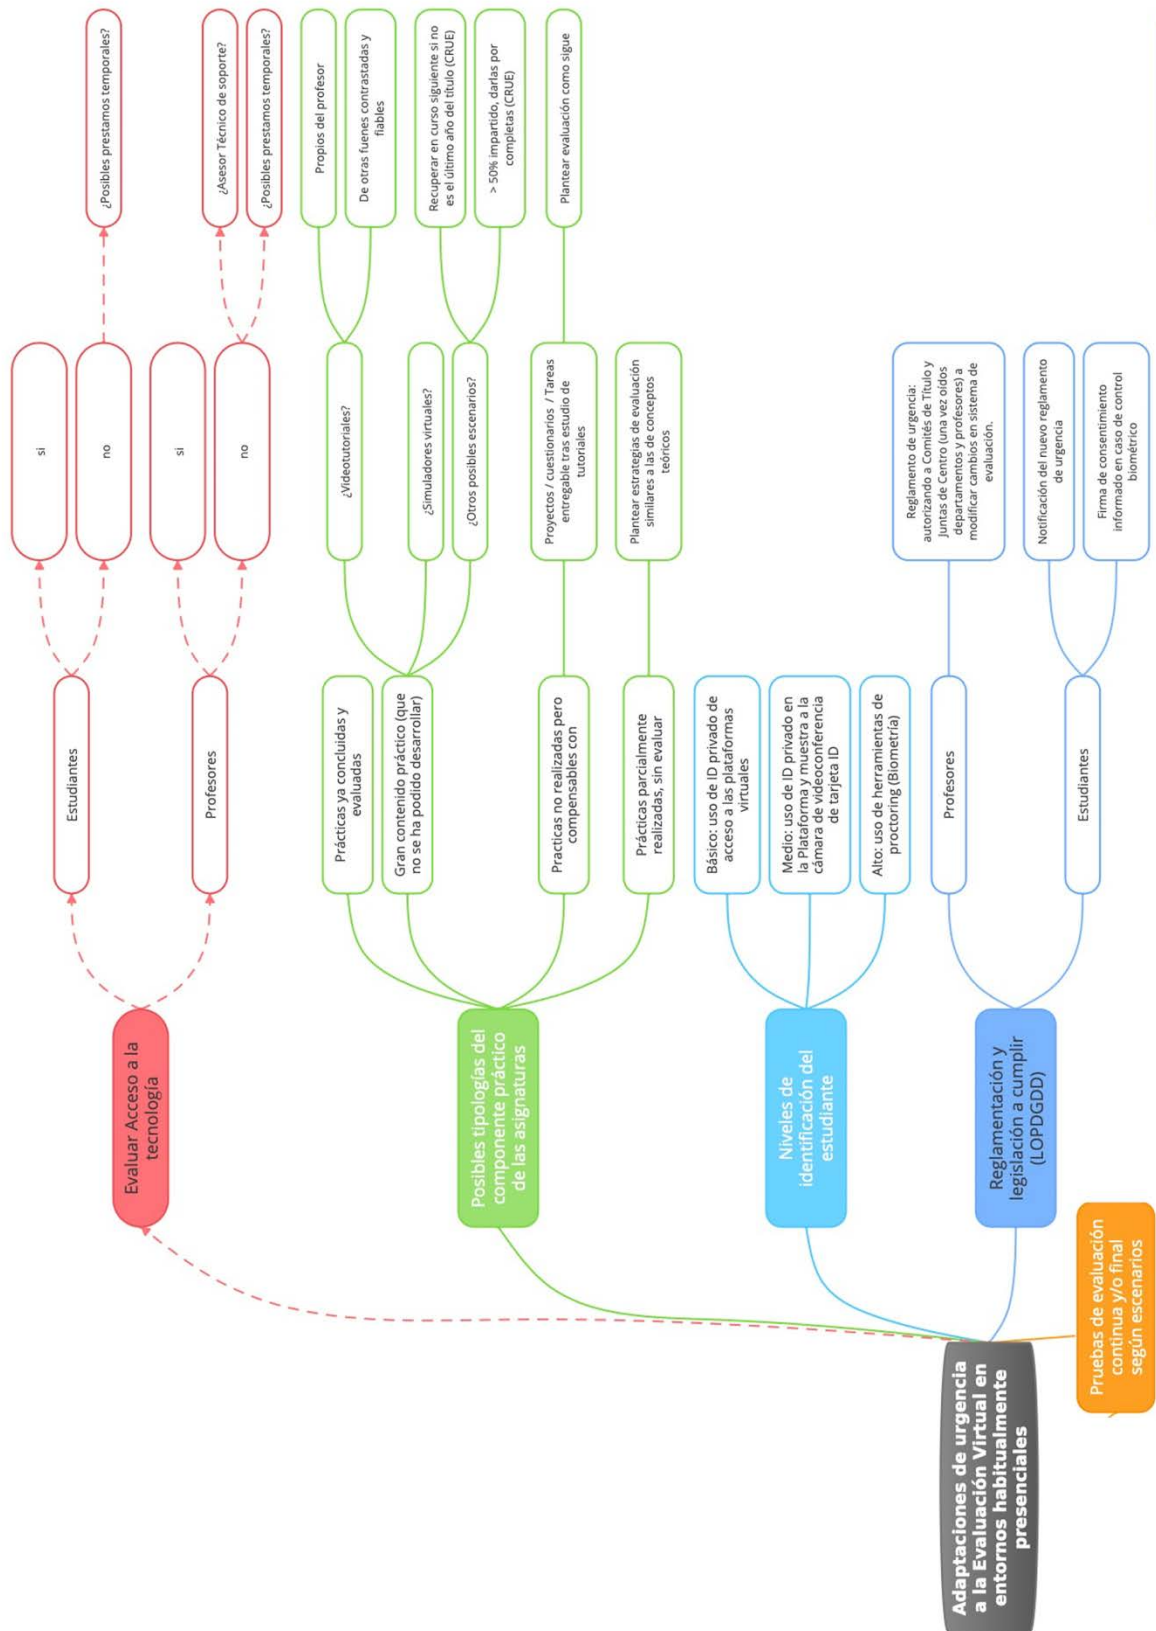 Adaptaciones de urgencia
a la Evaluación Virtual en
entornos habitualmente
presenciales
Evaluar Acceso a la
tecnología
Estudiantes
si
no
¿Posibles prestamos temporales?
Profesores
si
no
¿Asesor Técnico de soporte?
¿Posibles prestamos temporales?
Posibles tipologías del
componente práctico
de las asignaturas
Prácticas ya concluidas y
evaluadas
Gran contenido práctico (que
no se ha podido desarrollar)
¿Videotutoriales?
Propios del profesor
De otras fuenes contrastadas y
fiables
¿Simuladores virtuales?
¿Otros posibles escenarios?
Recuperar en curso siguiente si no
es el último año del título (CRUE)
> 50% impartido, darlas por
completas (CRUE)
Practicas no realizadas pero
compensables con
Proyectos / cuestionarios / Tareas
entregable tras estudio de
tutoriales
Plantear evaluación como sigue
Prácticas parcialmente
realizadas, sin evaluar
Plantear estrategias de evaluación
similares a las de conceptos
teóricos
Niveles de
identificación del
estudiante
Básico: uso de ID privado de
acceso a las plataformas
virtuales
Medio: uso de ID privado en
la Plataforma y muestra a la
cámara de videoconferencia
de tarjeta ID
Alto: uso de herramientas de
proctoring (Biometría)
Reglamentación y
legislación a cumplir
(LOPDGDD)
Profesores
Reglamento de urgencia:
autorizando a Comités de Título y
Juntas de Centro (una vez oídos
departamentos y profesores) a
modificar cambios en sistema de
evaluación.
Estudiantes
Notificación del nuevo reglamento
de urgencia
Firma de consentimiento
informado en caso de control
biométrico
Pruebas de evaluación
continua y/o final
según escenarios